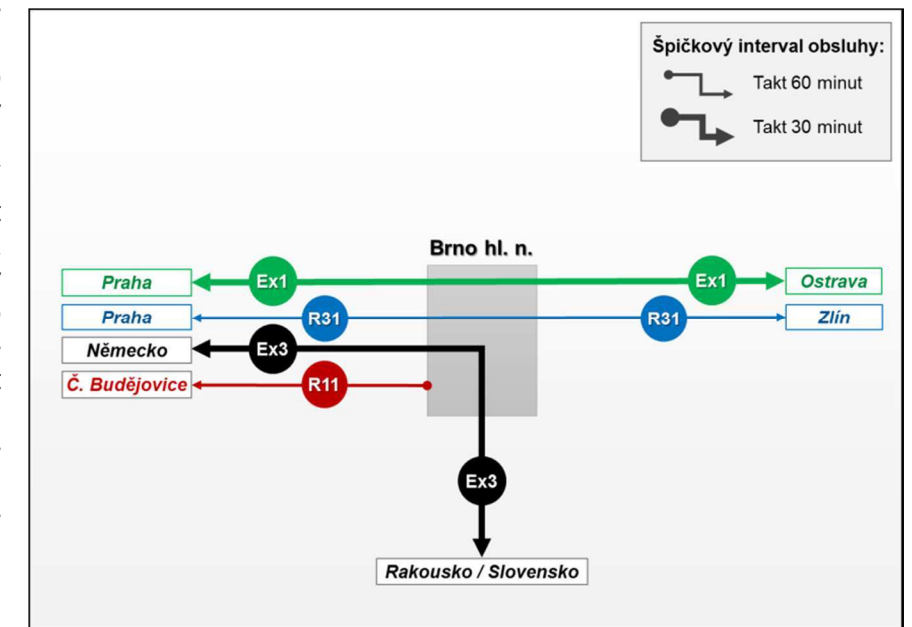 Špičkový interval obsluhy:
Takt 60 minut
Takt 30 minut
Brno hl. n.
Praha Ex1 Ex1 Ostrava
Praha R31 R31 Zlín
Německo Ex3
Č. Budějovice R11
Ex3
Rakousko / Slovensko